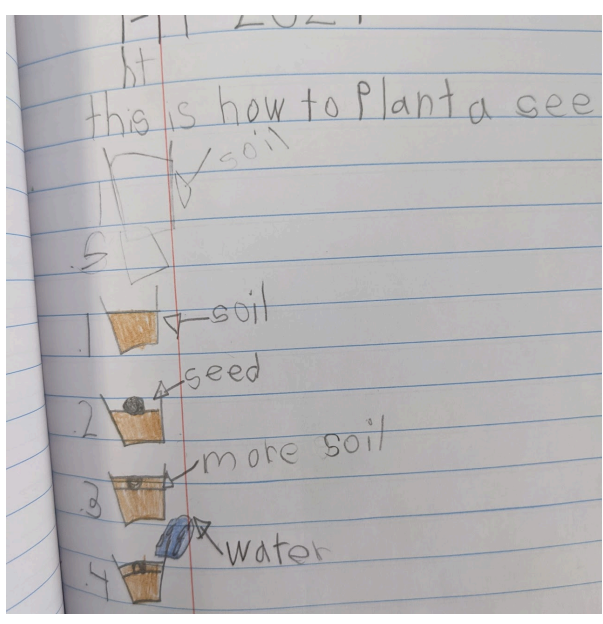 ht
this is how to Plant a see
soil
.5
.1 soil
seed
.2
more soil
.3
water
.4